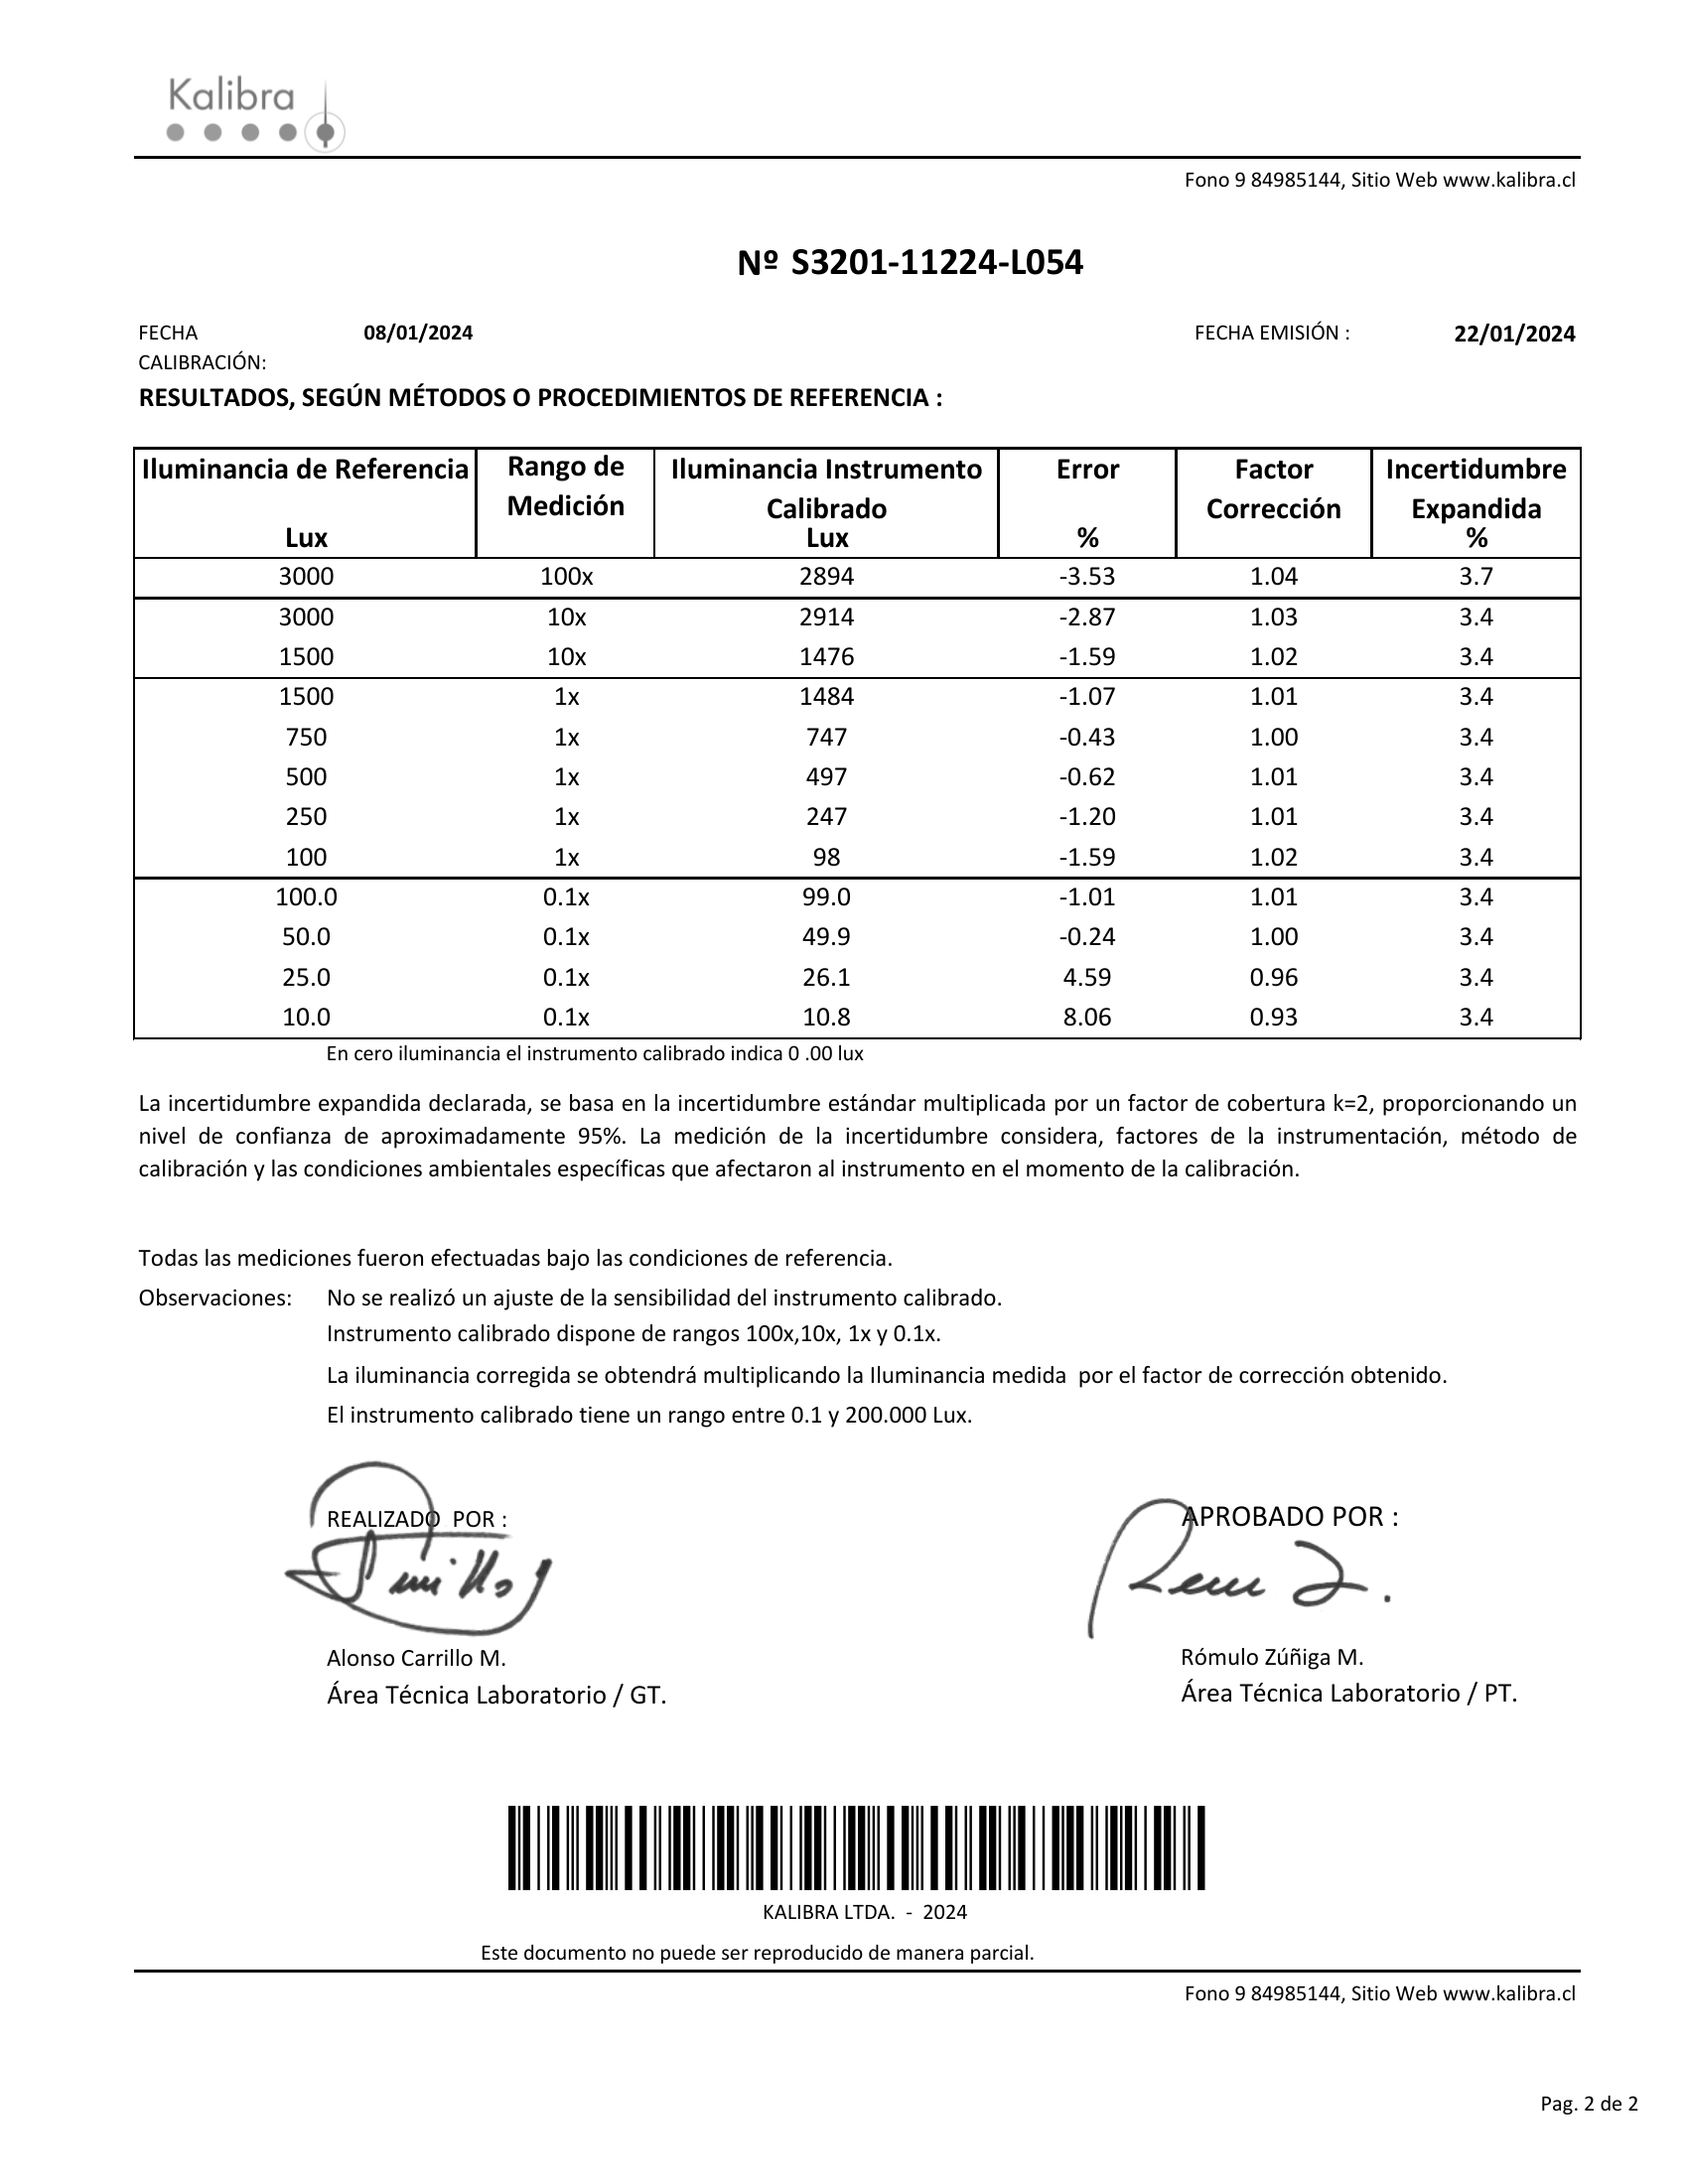 Kalibra
Fono 9 84985144, Sitio Web www.kalibra.cl
Nº S3201-11224-L054
FECHA CALIBRACIÓN: 08/01/2024 FECHA EMISIÓN : 22/01/2024
RESULTADOS, SEGÚN MÉTODOS O PROCEDIMIENTOS DE REFERENCIA :
Iluminancia de Referencia Lux | Rango de Medición | Iluminancia Instrumento Calibrado Lux | Error % | Factor Corrección | Incertidumbre Expandida %
3000 100x 2894 -3.53 1.04 3.7
3000 10x 2914 -2.87 1.03 3.4
1500 10x 1476 -1.59 1.02 3.4
1500 1x 1484 -1.07 1.01 3.4
750 1x 747 -0.43 1.00 3.4
500 1x 497 -0.62 1.01 3.4
250 1x 247 -1.20 1.01 3.4
100 1x 98 -1.59 1.02 3.4
100.0 0.1x 99.0 -1.01 1.01 3.4
50.0 0.1x 49.9 -0.24 1.00 3.4
25.0 0.1x 26.1 4.59 0.96 3.4
10.0 0.1x 10.8 8.06 0.93 3.4
En cero iluminancia el instrumento calibrado indica 0 .00 lux
La incertidumbre expandida declarada, se basa en la incertidumbre estándar multiplicada por un factor de cobertura k=2, proporcionando un
nivel de confianza de aproximadamente 95%. La medición de la incertidumbre considera, factores de la instrumentación, método de
calibración y las condiciones ambientales específicas que afectaron al instrumento en el momento de la calibración.
Todas las mediciones fueron efectuadas bajo las condiciones de referencia.
Observaciones: No se realizó un ajuste de la sensibilidad del instrumento calibrado.
Instrumento calibrado dispone de rangos 100x,10x, 1x y 0.1x.
La iluminancia corregida se obtendrá multiplicando la Iluminancia medida por el factor de corrección obtenido.
El instrumento calibrado tiene un rango entre 0.1 y 200.000 Lux.
REALIZADO POR : APROBADO POR :
Alonso Carrillo M. Rómulo Zúñiga M.
Área Técnica Laboratorio / GT. Área Técnica Laboratorio / PT.
KALIBRA LTDA. - 2024
Este documento no puede ser reproducido de manera parcial.
Fono 9 84985144, Sitio Web www.kalibra.cl
Pag. 2 de 2